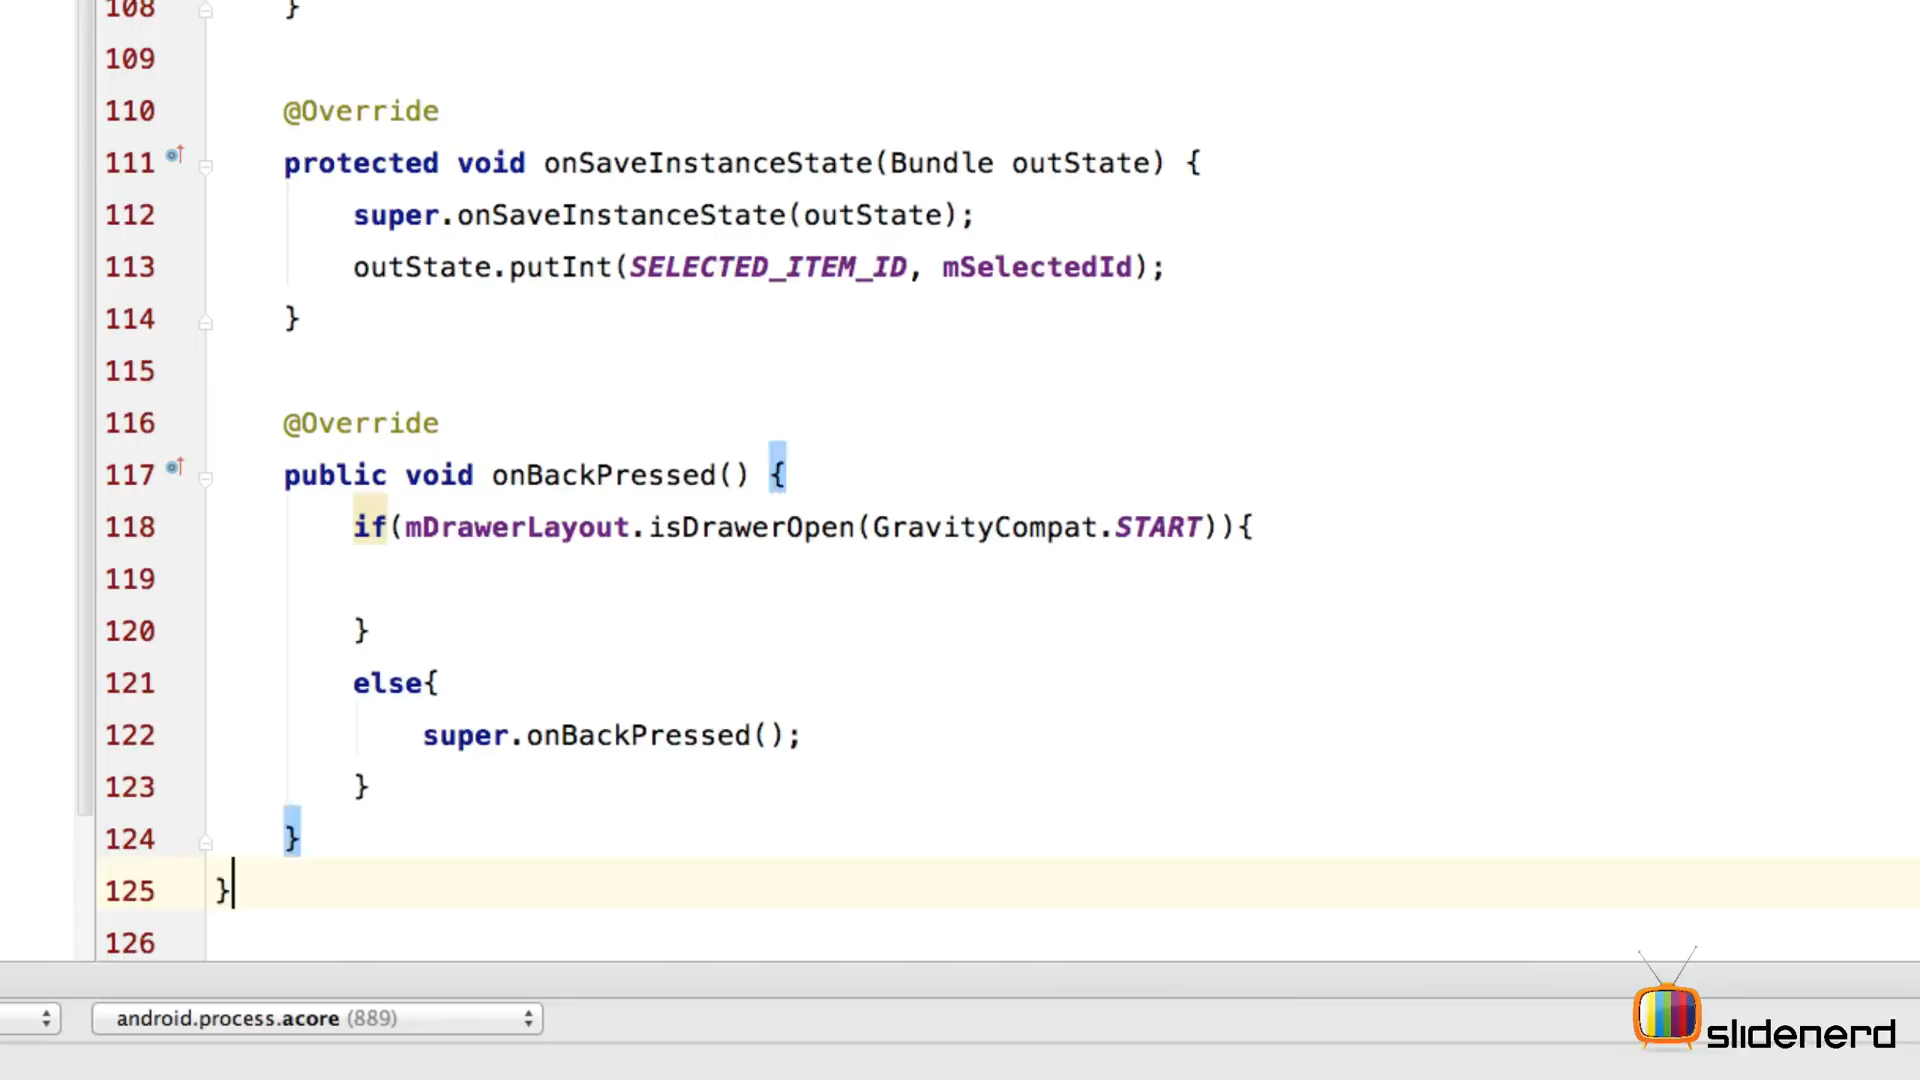 108 }
109
110 @Override
111 protected void onSaveInstanceState(Bundle outState) {
112 super.onSaveInstanceState(outState);
113 outState.putInt(SELECTED_ITEM_ID, mSelectedId);
114 }
115
116 @Override
117 public void onBackPressed() {
118 if(mDrawerLayout.isDrawerOpen(GravityCompat.START)){
119
120 }
121 else{
122 super.onBackPressed();
123 }
124 }
125 }
126
android.process.acore (889)
slidenerd